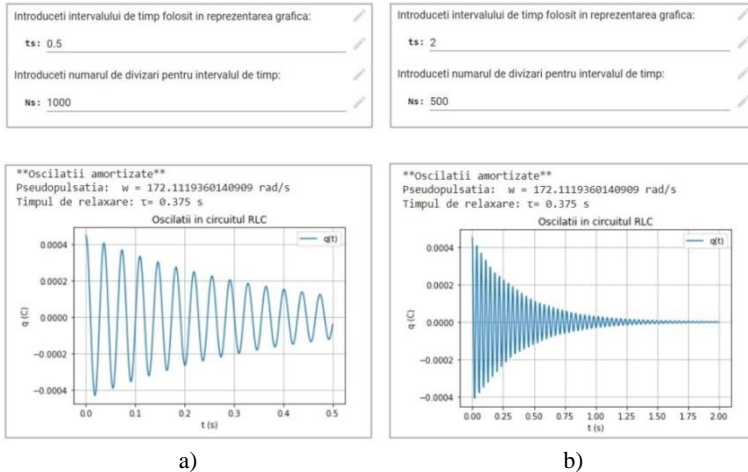 Introduceti intervalului de timp folosit in reprezentarea grafica:
ts: 0.5
Introduceti numarul de divizari pentru intervalul de timp:
Ns: 1000
**Oscilatii amortizate**
Pseudopulsatia: w = 172.1119360140909 rad/s
Timpul de relaxare: τ= 0.375 s
Oscilatii in circuitul RLC
q(t)
0.0004
0.0002
0.0000
−0.0002
−0.0004
q (C)
0.0 0.1 0.2 0.3 0.4 0.5
t (s)
a)
Introduceti intervalului de timp folosit in reprezentarea grafica:
ts: 2
Introduceti numarul de divizari pentru intervalul de timp:
Ns: 500
**Oscilatii amortizate**
Pseudopulsatia: w = 172.1119360140909 rad/s
Timpul de relaxare: τ= 0.375 s
Oscilatii in circuitul RLC
q(t)
0.0004
0.0002
0.0000
−0.0002
−0.0004
q (C)
0.00 0.25 0.50 0.75 1.00 1.25 1.50 1.75 2.00
t (s)
b)